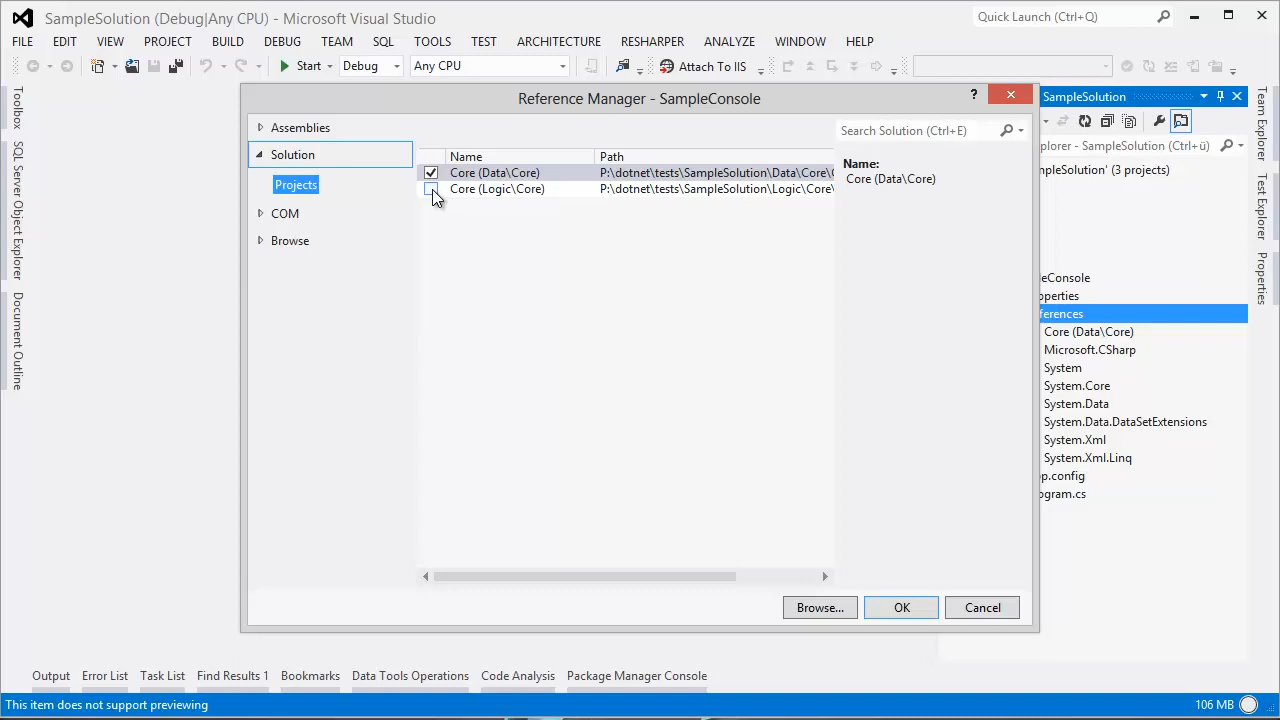 SampleSolution (Debug|Any CPU) - Microsoft Visual Studio
Quick Launch (Ctrl+Q)
FILE EDIT VIEW PROJECT BUILD DEBUG TEAM SQL TOOLS TEST ARCHITECTURE RESHARPER ANALYZE WINDOW HELP
Start Debug Any CPU Attach To IIS
Toolbox
SQL Server Object Explorer
Document Outline
Reference Manager - SampleConsole
?
Assemblies
Solution
Projects
COM
Browse
Name Path
Core (Data\Core) P:\dotnet\tests\SampleSolution\Data\Core\C
Core (Logic\Core) P:\dotnet\tests\SampleSolution\Logic\Core\
Search Solution (Ctrl+E)
Name:
Core (Data\Core)
Browse... OK Cancel
SampleSolution
xplorer - SampleSolution (Ctrl+ü)
mpleSolution' (3 projects)
leConsole
operties
ferences
Core (Data\Core)
Microsoft.CSharp
System
System.Core
System.Data
System.Data.DataSetExtensions
System.Xml
System.Xml.Linq
pp.config
ogram.cs
Team Explorer
Test Explorer
Properties
Output Error List Task List Find Results 1 Bookmarks Data Tools Operations Code Analysis Package Manager Console
This item does not support previewing
106 MB